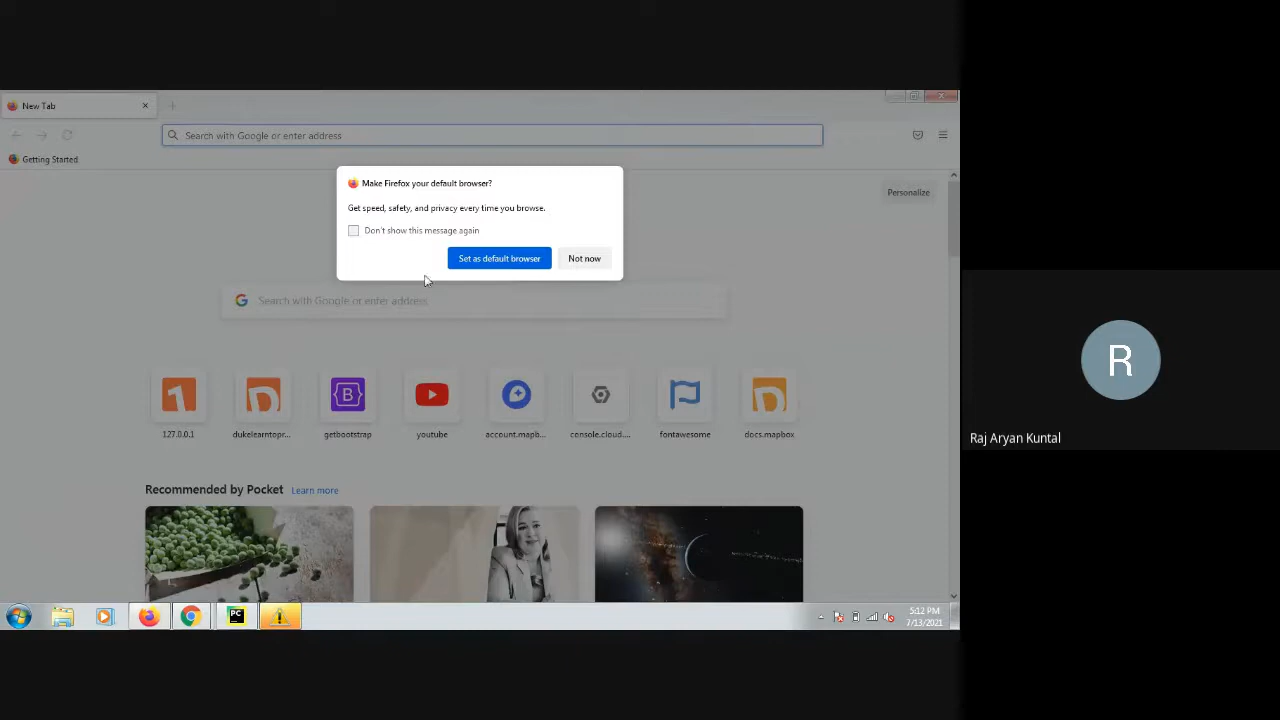 New Tab
Search with Google or enter address
Getting Started
Personalize
Make Firefox your default browser?
Get speed, safety, and privacy every time you browse.
Don't show this message again
Set as default browser
Not now
Search with Google or enter address
127.0.0.1
dukelearntopr...
getbootstrap
youtube
account.mapb...
console.cloud....
fontawesome
docs.mapbox
Recommended by Pocket
Learn more
PC
5:12 PM
7/13/2021
R
Raj Aryan Kuntal